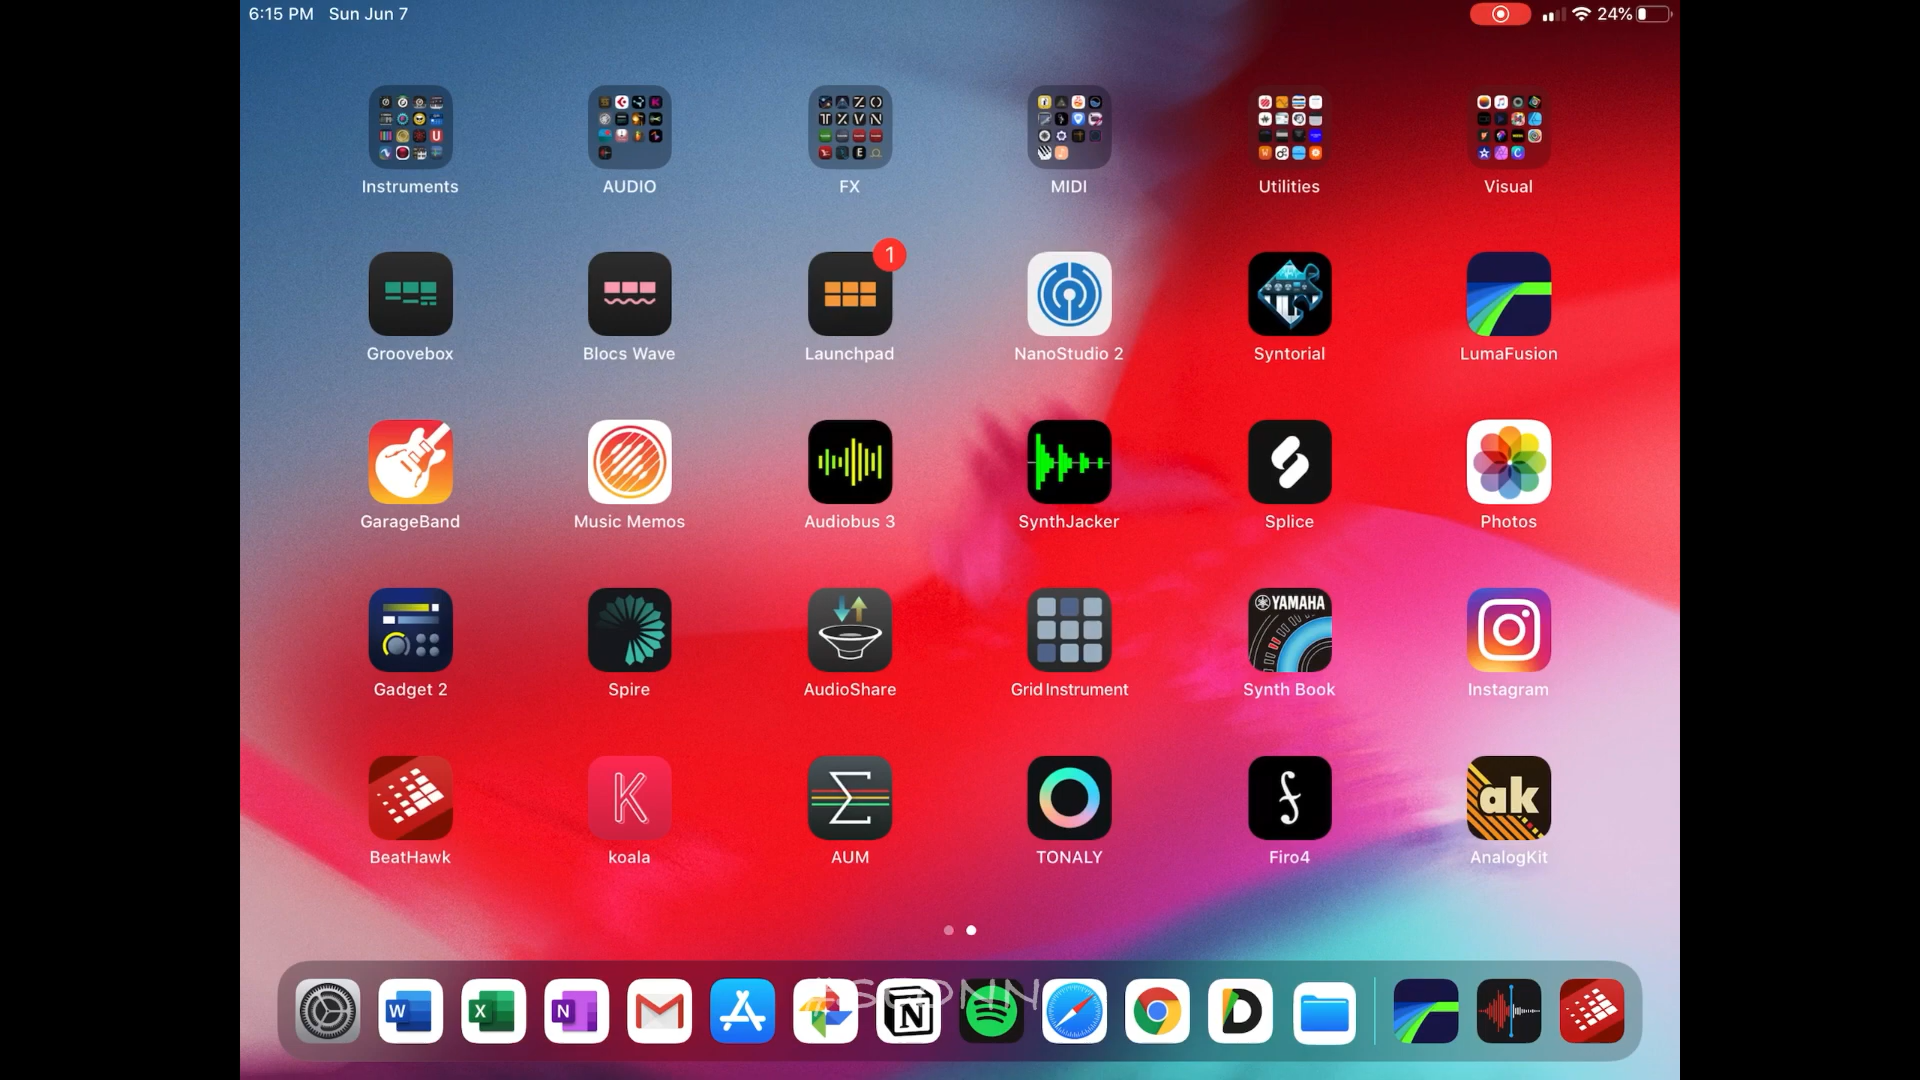 6:15 PM Sun Jun 7
24%
Instruments AUDIO FX MIDI Utilities Visual
1
Groovebox Blocs Wave Launchpad NanoStudio 2 Syntorial LumaFusion
GarageBand Music Memos Audiobus 3 SynthJacker Splice Photos
YAMAHA
Gadget 2 Spire AudioShare Grid Instrument Synth Book Instagram
K
ak
BeatHawk koala AUM TONALY Firo4 AnalogKit
W X N N